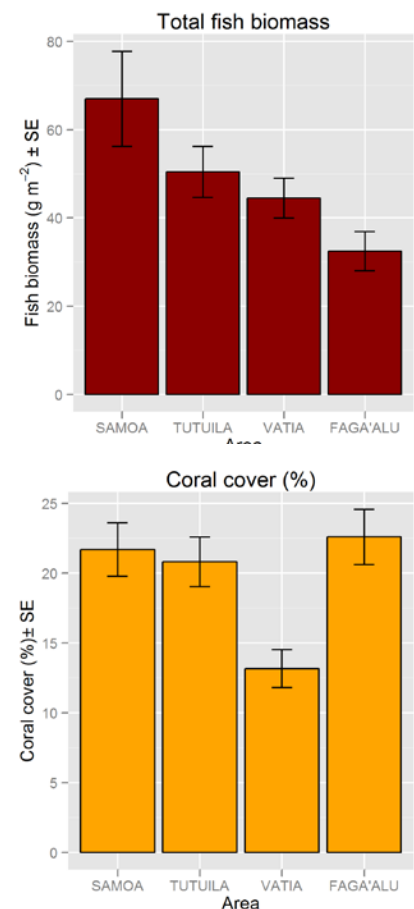 Total fish biomass
Fish biomass (g m⁻²) ± SE
80
60
40
20
0
SAMOA TUTUILA VATIA FAGA'ALU
Area
Coral cover (%)
Coral cover (%)± SE
25
20
15
10
5
0
SAMOA TUTUILA VATIA FAGA'ALU
Area